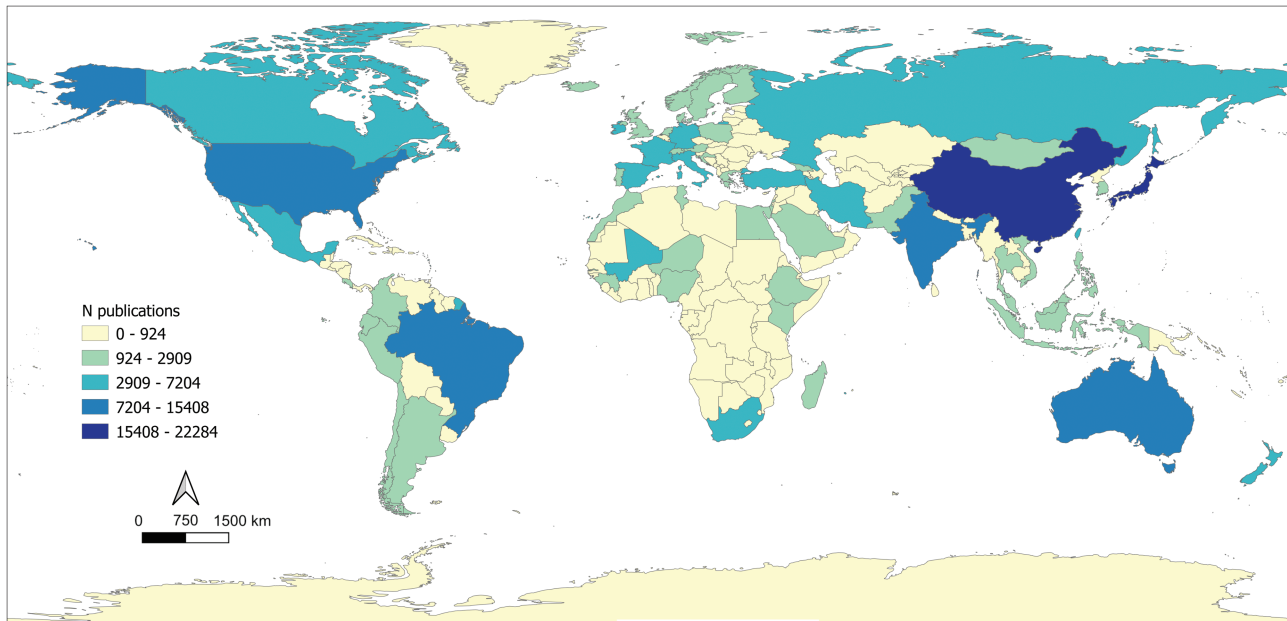 N publications
0 - 924
924 - 2909
2909 - 7204
7204 - 15408
15408 - 22284
0 750 1500 km